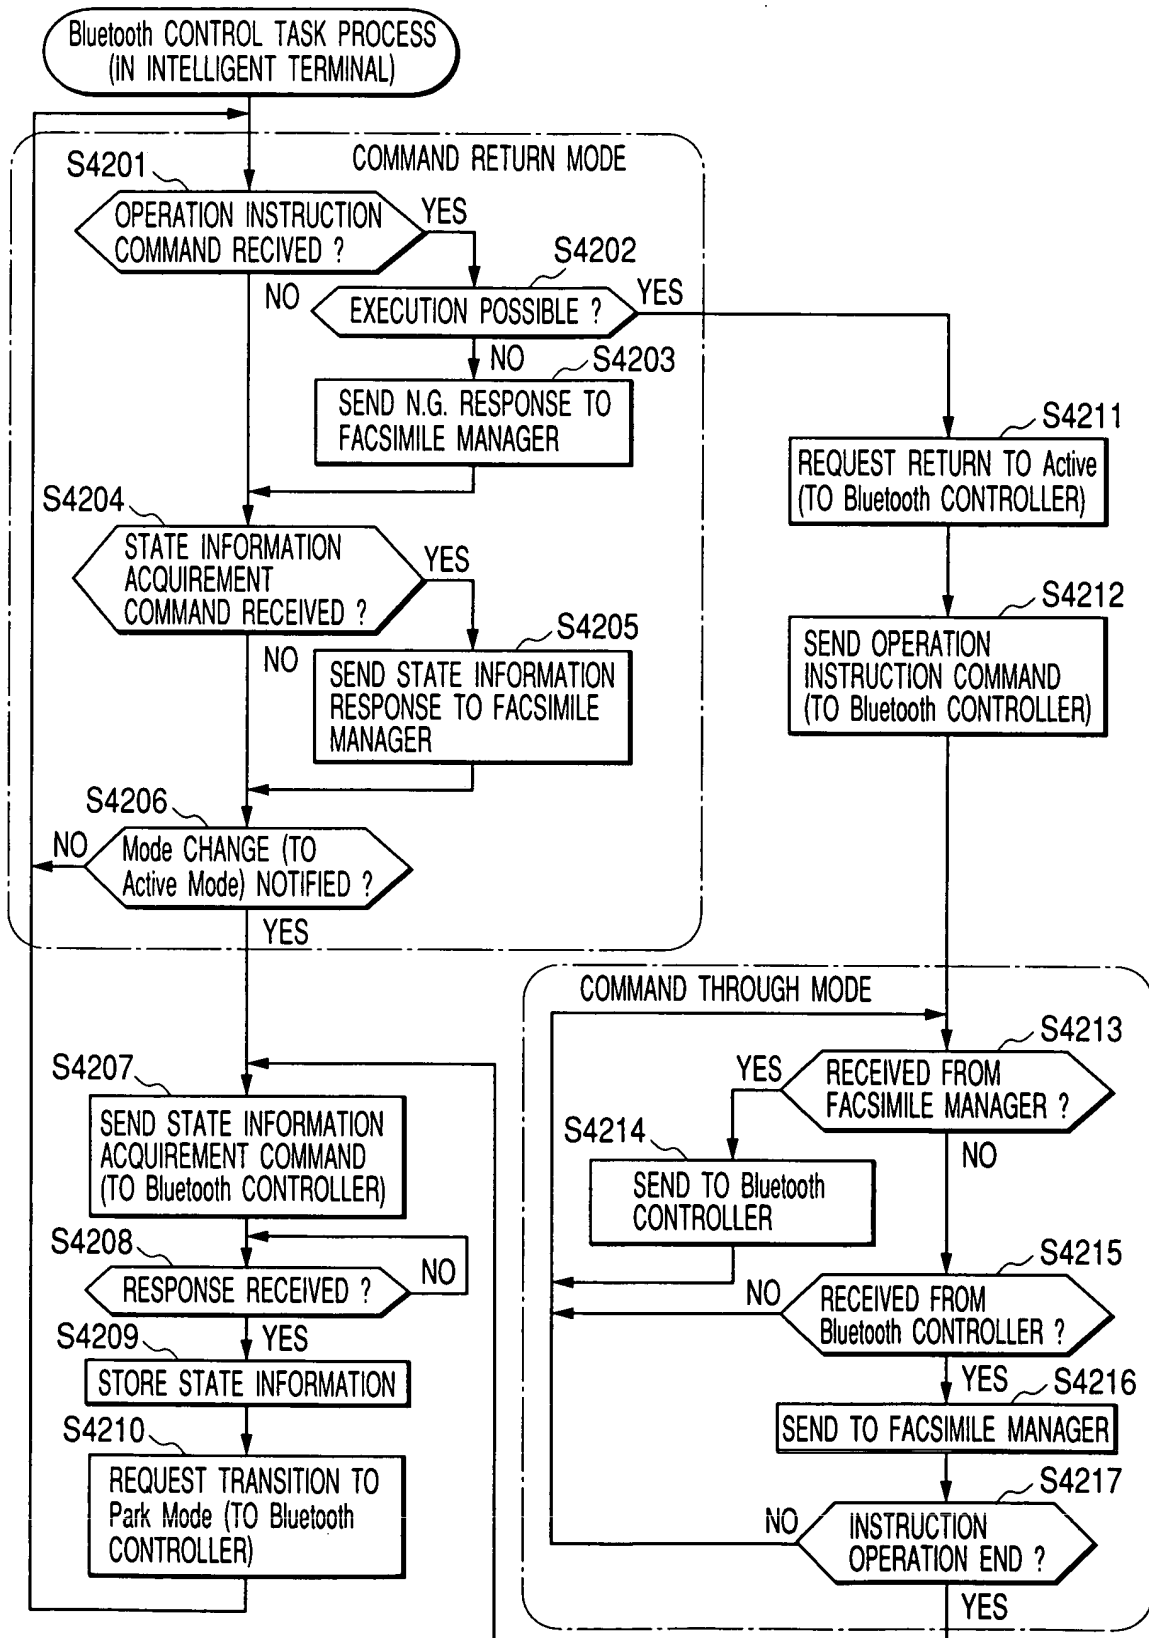 Bluetooth CONTROL TASK PROCESS
(IN INTELLIGENT TERMINAL)
COMMAND RETURN MODE
S4201
OPERATION INSTRUCTION
COMMAND RECIVED ?
YES
NO
S4202
EXECUTION POSSIBLE ?
YES
NO
S4203
SEND N.G. RESPONSE TO
FACSIMILE MANAGER
S4204
STATE INFORMATION
ACQUIREMENT
COMMAND RECEIVED ?
YES
NO
S4205
SEND STATE INFORMATION
RESPONSE TO FACSIMILE
MANAGER
S4206
NO
Mode CHANGE (TO
Active Mode) NOTIFIED ?
YES
S4207
SEND STATE INFORMATION
ACQUIREMENT COMMAND
(TO Bluetooth CONTROLLER)
S4208
RESPONSE RECEIVED ?
NO
YES
S4209
STORE STATE INFORMATION
S4210
REQUEST TRANSITION TO
Park Mode (TO Bluetooth
CONTROLLER)
S4211
REQUEST RETURN TO Active
(TO Bluetooth CONTROLLER)
S4212
SEND OPERATION
INSTRUCTION COMMAND
(TO Bluetooth CONTROLLER)
COMMAND THROUGH MODE
S4213
YES
RECEIVED FROM
FACSIMILE MANAGER ?
NO
S4214
SEND TO Bluetooth
CONTROLLER
S4215
NO
RECEIVED FROM
Bluetooth CONTROLLER ?
YES
S4216
SEND TO FACSIMILE MANAGER
S4217
NO
INSTRUCTION
OPERATION END ?
YES